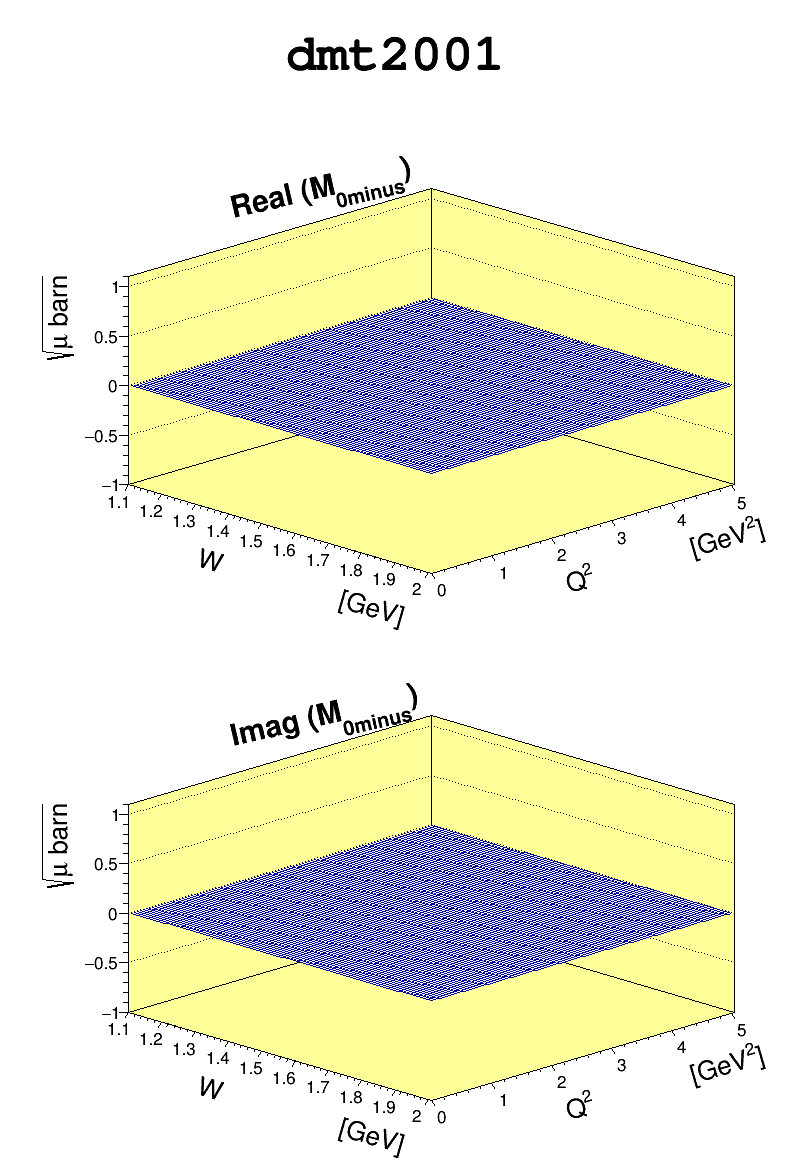 dmt2001
Real (M0minus)
√μ barn
1
0.5
0
−0.5
−1
1.1 1.2 1.3 1.4 1.5 1.6 1.7 1.8 1.9 2
W
[GeV]
0 1 2 3 4 5
Q²
[GeV²]
Imag (M0minus)
√μ barn
1
0.5
0
−0.5
−1
1.1 1.2 1.3 1.4 1.5 1.6 1.7 1.8 1.9 2
W
[GeV]
0 1 2 3 4 5
Q²
[GeV²]